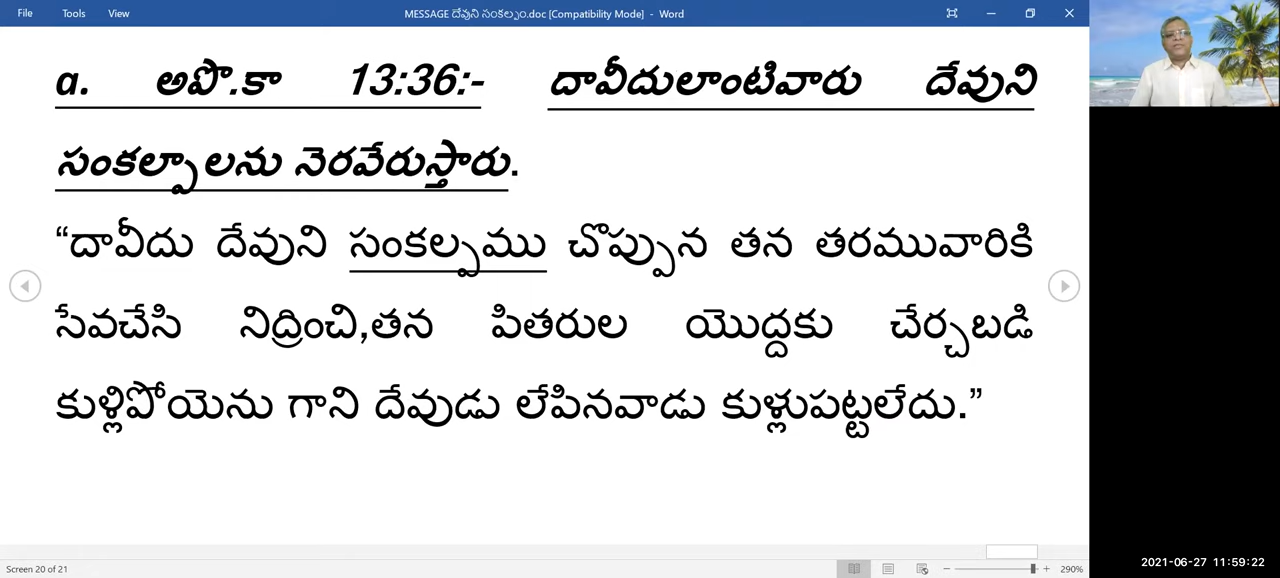 File Tools View MESSAGE దేవుని సంకల్పం.doc [Compatibility Mode] - Word
a. అపొ.కా 13:36:- దావీదులాంటివారు దేవుని
సంకల్పాలను నెరవేరుస్తారు.
“దావీదు దేవుని సంకల్పము చొప్పున తన తరమువారికి
సేవచేసి నిద్రించి,తన పితరుల యొద్దకు చేర్చబడి
కుళ్లిపోయెను గాని దేవుడు లేపినవాడు కుళ్లుపట్టలేదు.”
2021-06-27 11:59:22
Screen 20 of 21 290%